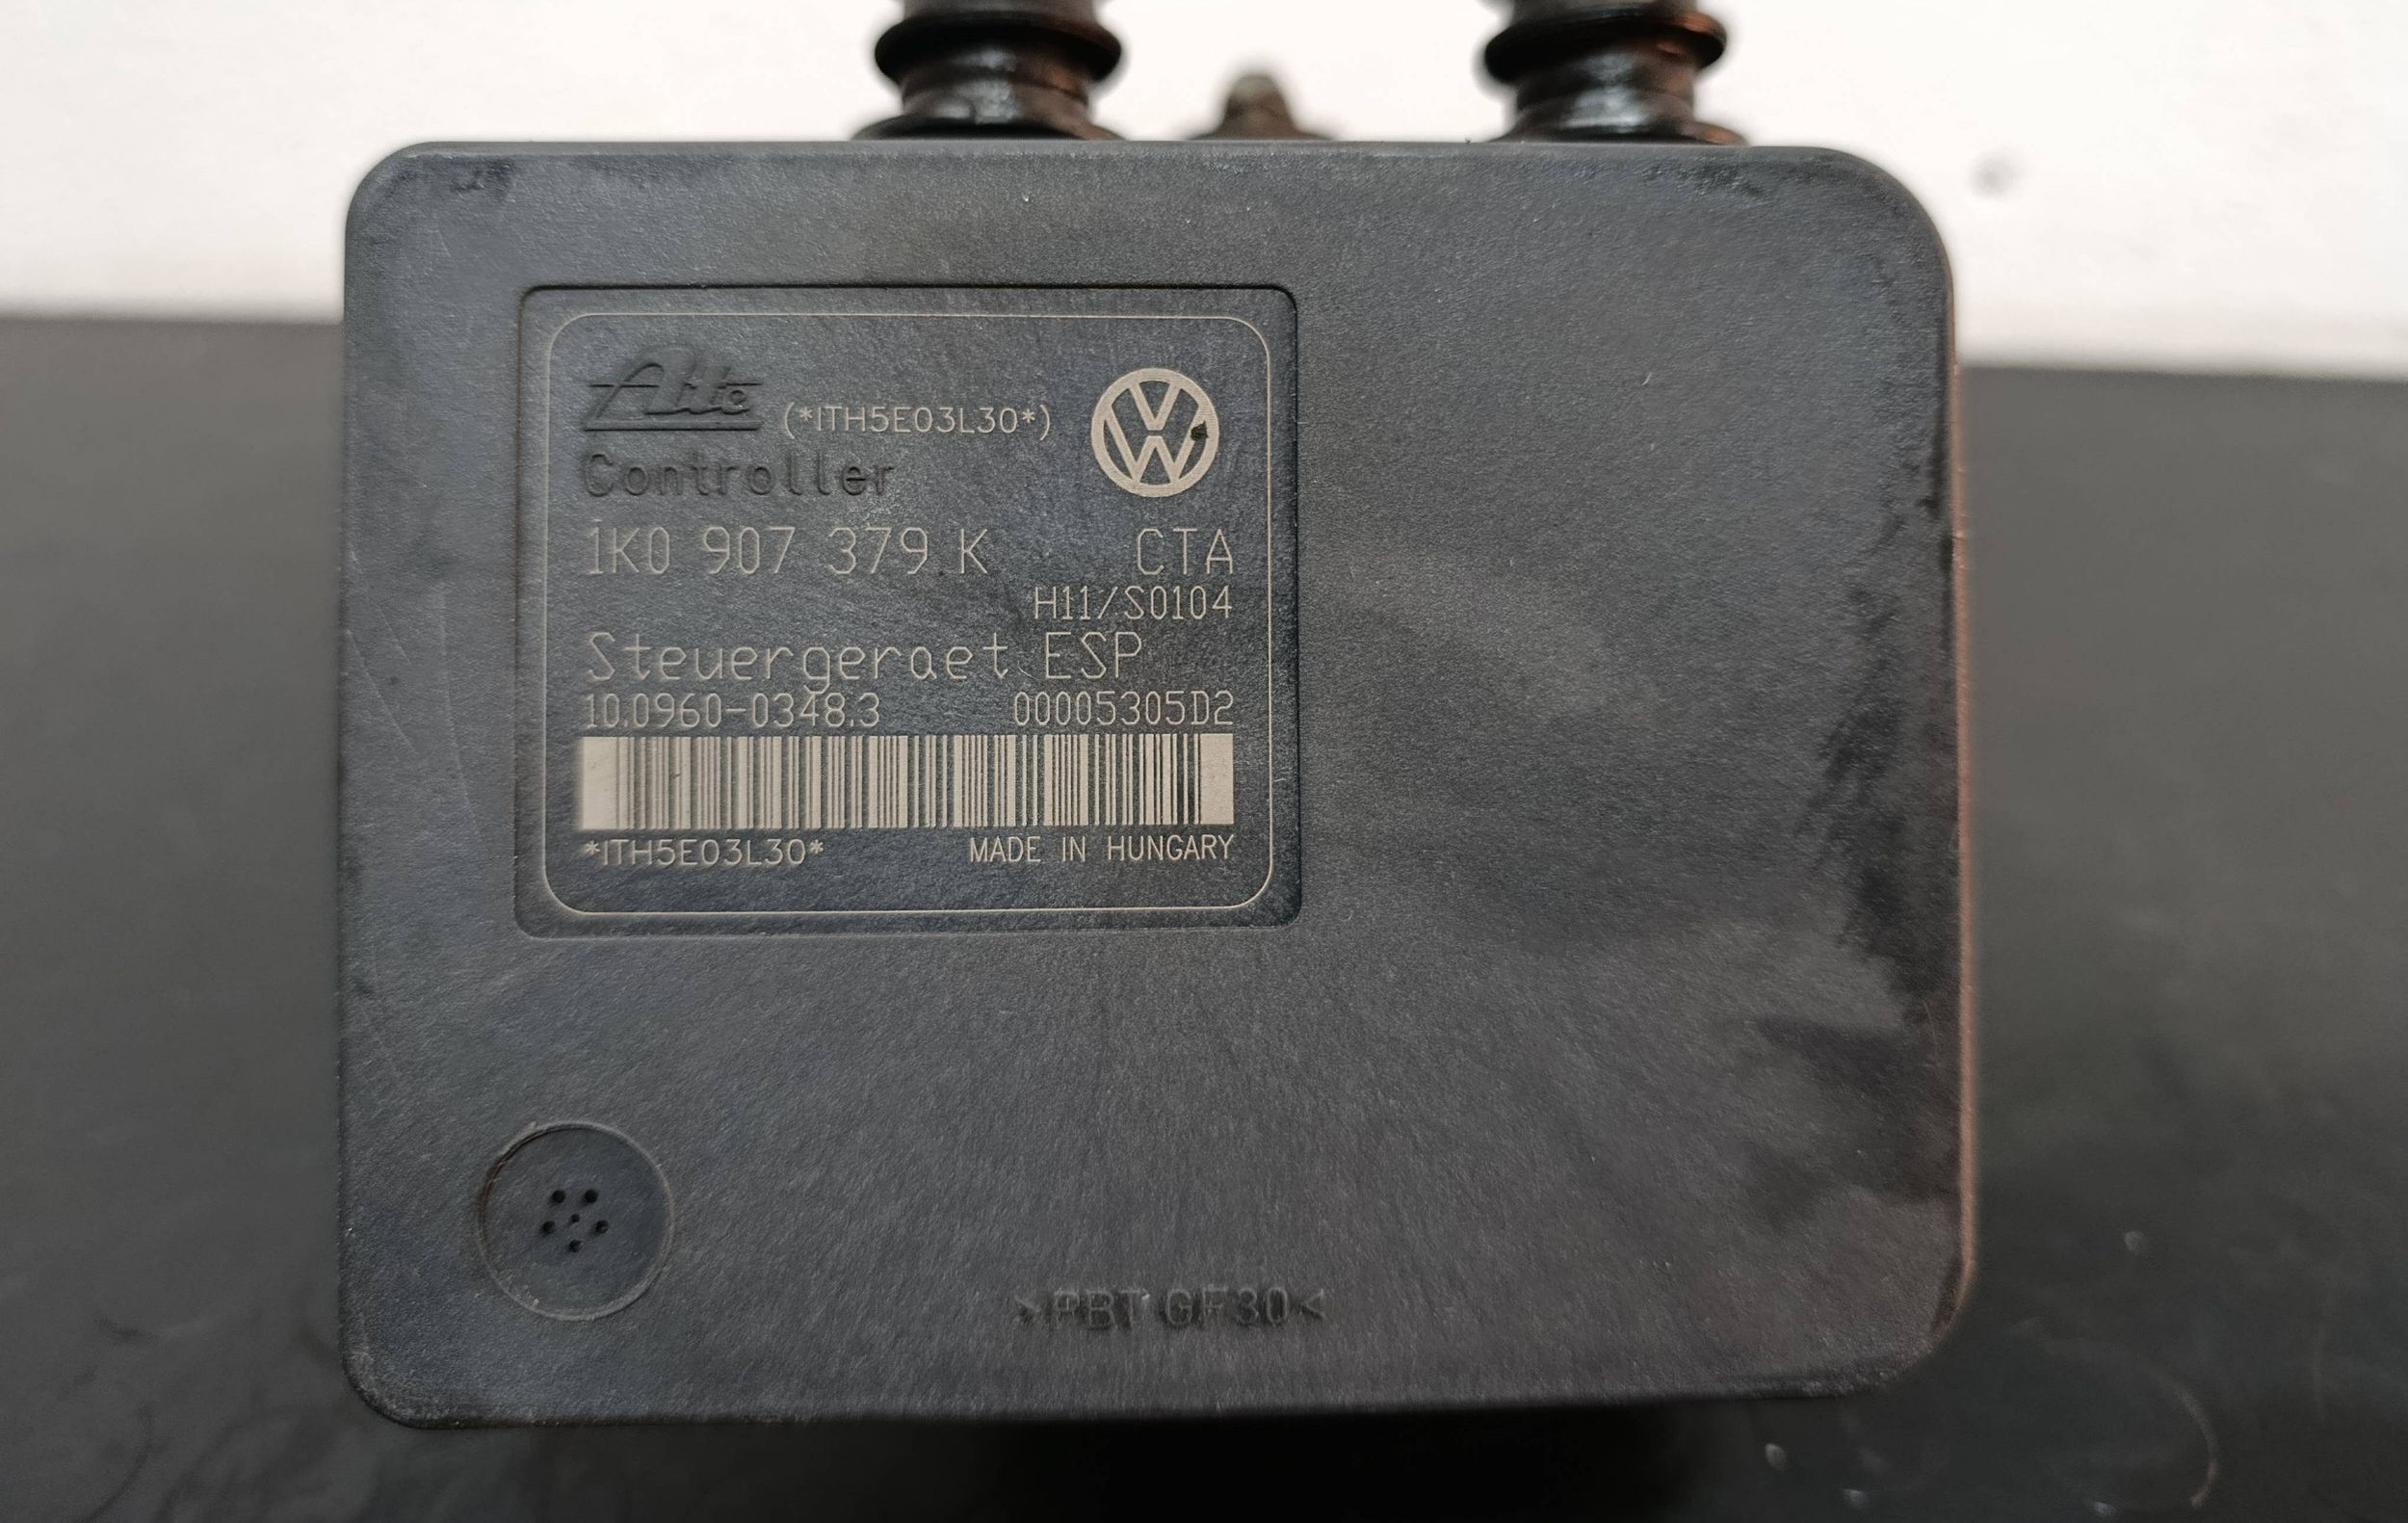 Ate (*ITH5E03L30*)
Controller
1K0 907 379 K CTA
H11/S0104
Steuergeraet ESP
10.0960-0348.3 00005305D2
*ITH5E03L30* MADE IN HUNGARY
>PBT GF30<